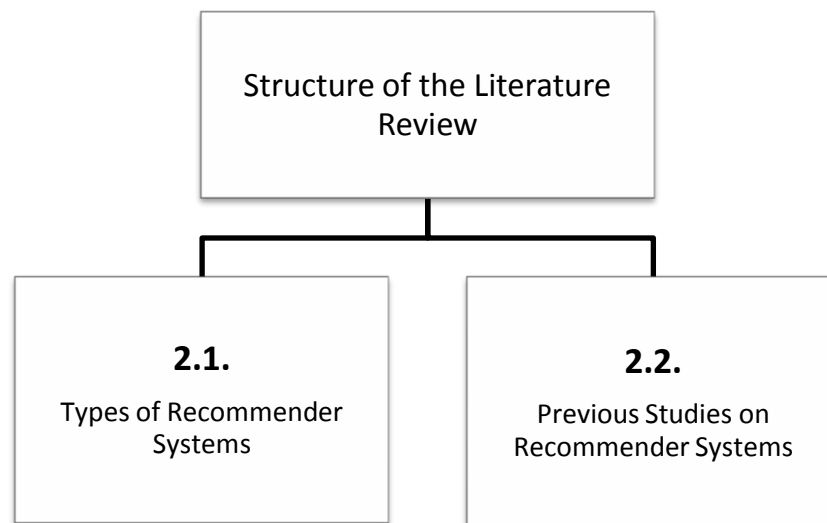 Structure of the Literature
Review
2.1.
Types of Recommender
Systems
2.2.
Previous Studies on
Recommender Systems